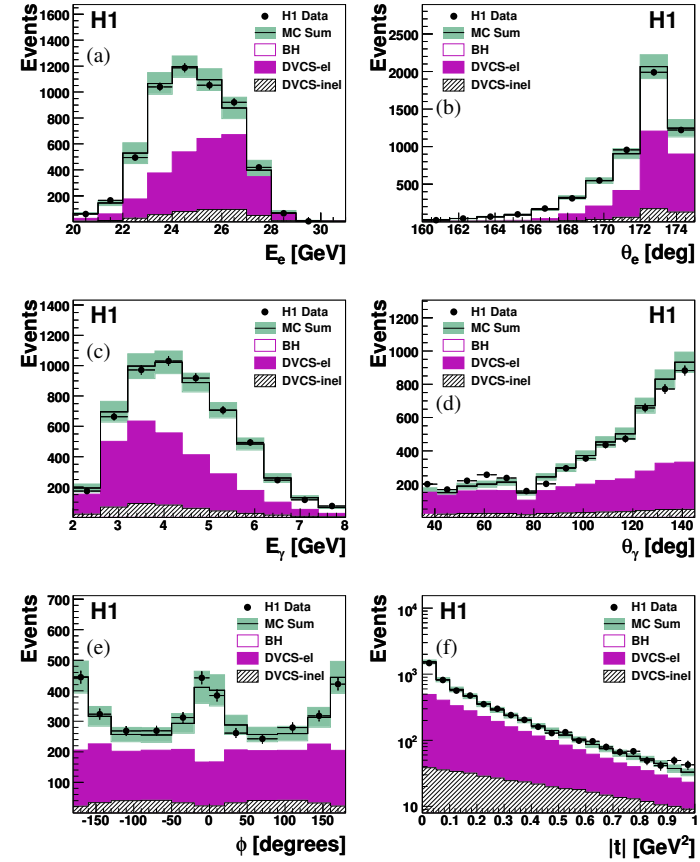 Events
H1
(a)
H1 Data
MC Sum
BH
DVCS-el
DVCS-inel
1400
1200
1000
800
600
400
200
20 22 24 26 28 30
E_e [GeV]
Events
H1
(b)
H1 Data
MC Sum
BH
DVCS-el
DVCS-inel
2500
2000
1500
1000
500
160 162 164 166 168 170 172 174
θ_e [deg]
Events
H1
(c)
H1 Data
MC Sum
BH
DVCS-el
DVCS-inel
1400
1200
1000
800
600
400
200
2 3 4 5 6 7 8
E_γ [GeV]
Events
H1
(d)
H1 Data
MC Sum
BH
DVCS-el
DVCS-inel
1200
1000
800
600
400
200
40 60 80 100 120 140
θ_γ [deg]
Events
H1
(e)
H1 Data
MC Sum
BH
DVCS-el
DVCS-inel
700
600
500
400
300
200
100
-150 -100 -50 0 50 100 150
ϕ [degrees]
Events
H1
(f)
H1 Data
MC Sum
BH
DVCS-el
DVCS-inel
10^4
10^3
10^2
10
0 0.1 0.2 0.3 0.4 0.5 0.6 0.7 0.8 0.9 1
|t| [GeV^2]